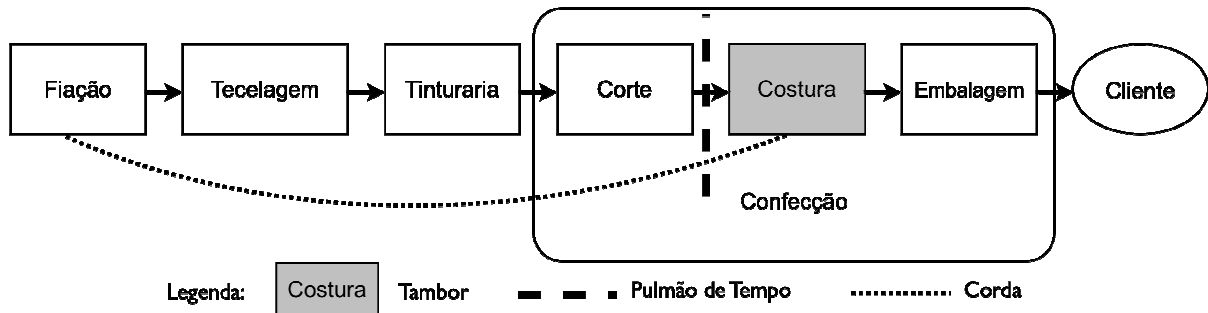 Fiação
Tecelagem
Tinturaria
Corte
Costura
Embalagem
Cliente
Confecção
Legenda:
Costura
Tambor
Pulmão de Tempo
Corda